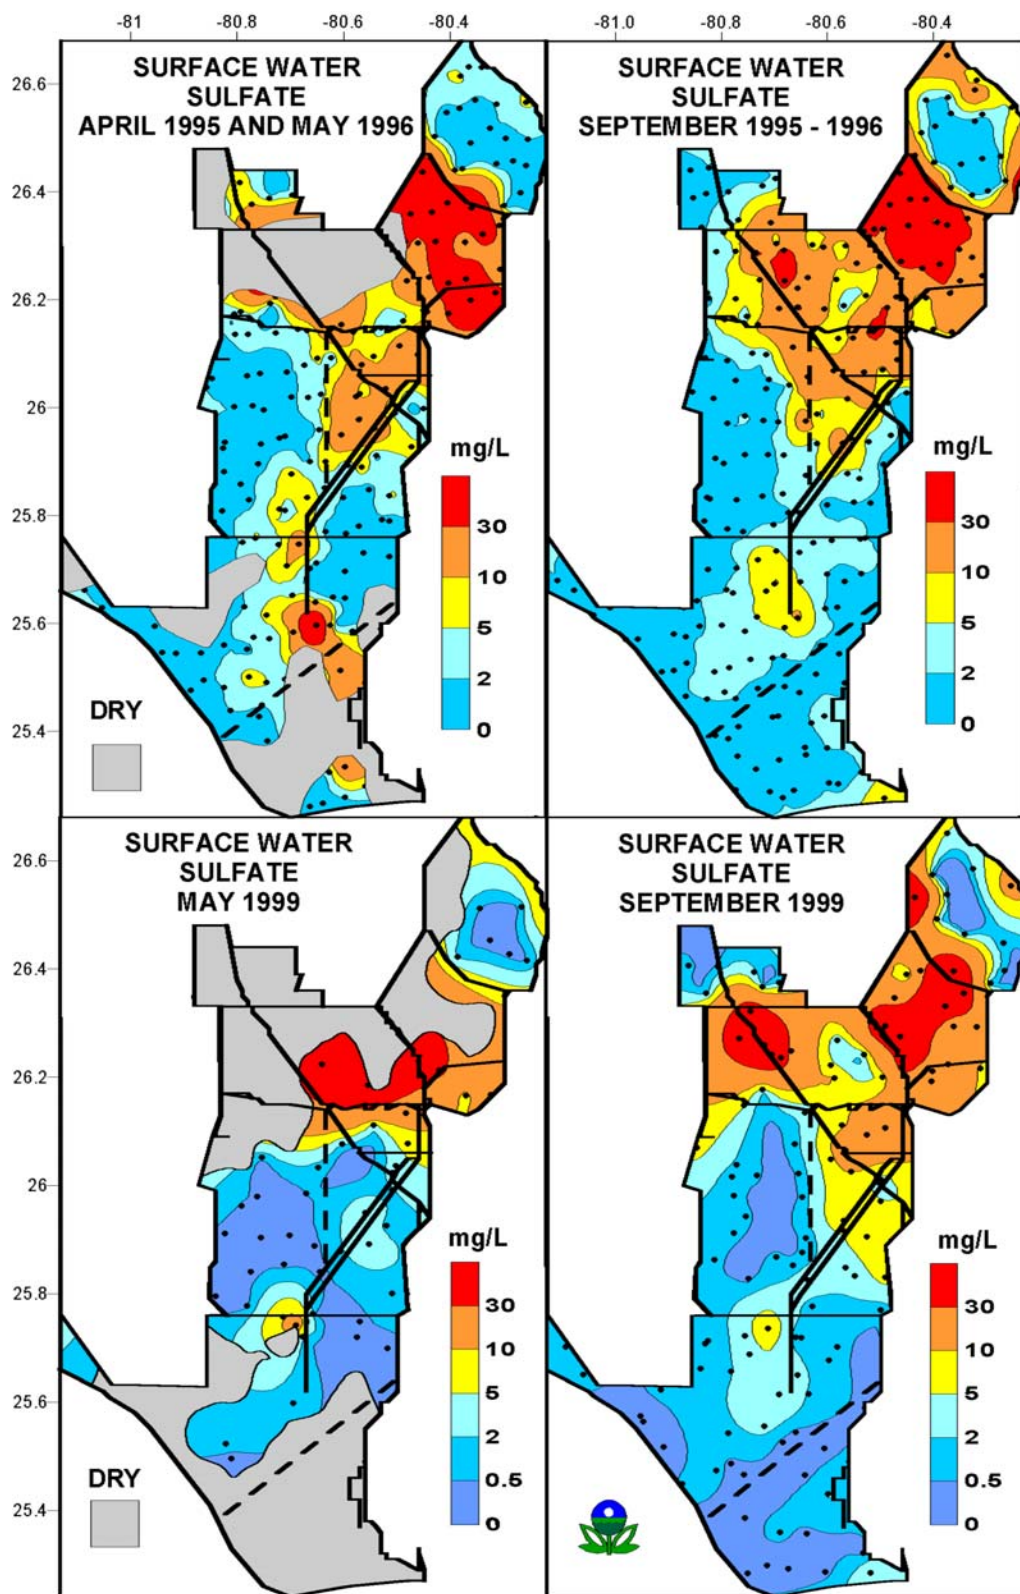 -81 -80.8 -80.6 -80.4
-81.0 -80.8 -80.6 -80.4
SURFACE WATER
SULFATE
APRIL 1995 AND MAY 1996
26.6
26.4
26.2
26
25.8
25.6
25.4
mg/L
30
10
5
2
0
DRY
SURFACE WATER
SULFATE
SEPTEMBER 1995 - 1996
mg/L
30
10
5
2
0
SURFACE WATER
SULFATE
MAY 1999
26.6
26.4
26.2
26
25.8
25.6
25.4
mg/L
30
10
5
2
0.5
0
DRY
SURFACE WATER
SULFATE
SEPTEMBER 1999
mg/L
30
10
5
2
0.5
0